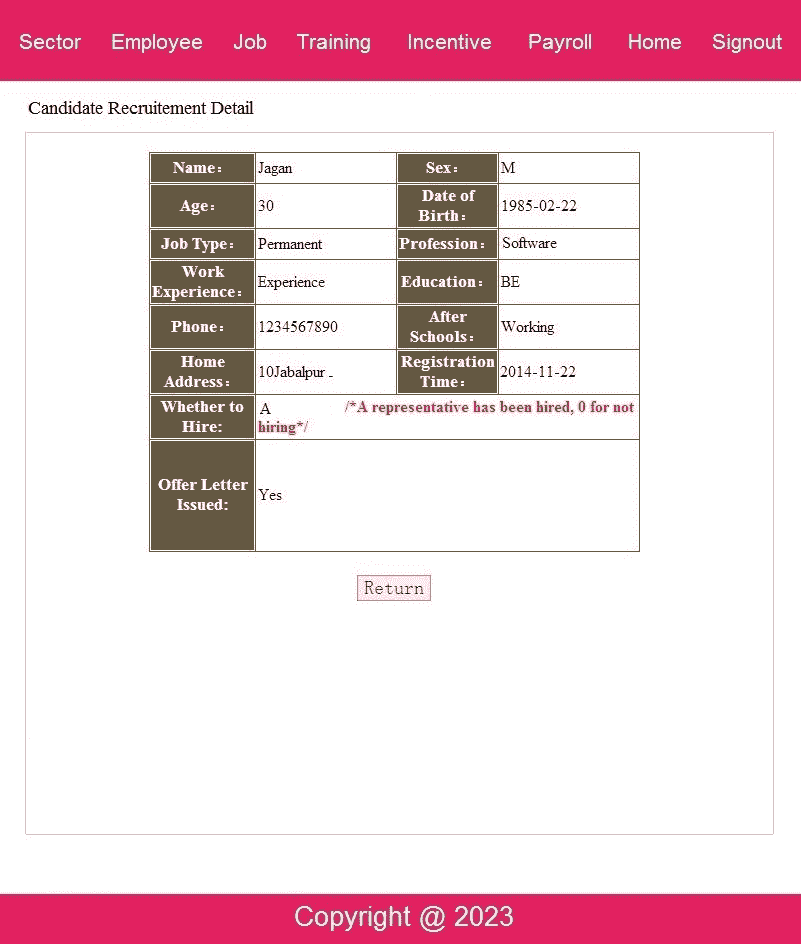 Sector Employee Job Training Incentive Payroll Home Signout
Candidate Recruitement Detail
Name： Jagan Sex： M
Age： 30 Date of Birth： 1985-02-22
Job Type： Permanent Profession： Software
Work Experience： Experience Education： BE
Phone： 1234567890 After Schools： Working
Home Address： 10Jabalpur - Registration Time： 2014-11-22
Whether to Hire: A /*A representative has been hired, 0 for not hiring*/
Offer Letter Issued: Yes
Return
Copyright @ 2023